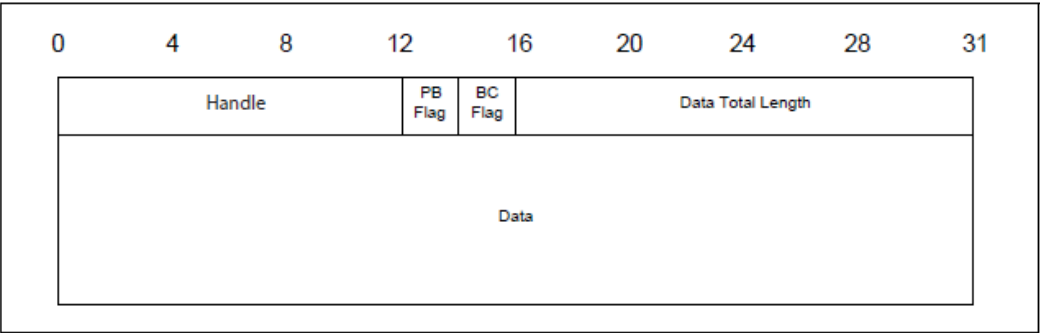 0 4 8 12 16 20 24 28 31
Handle PB Flag BC Flag Data Total Length
Data